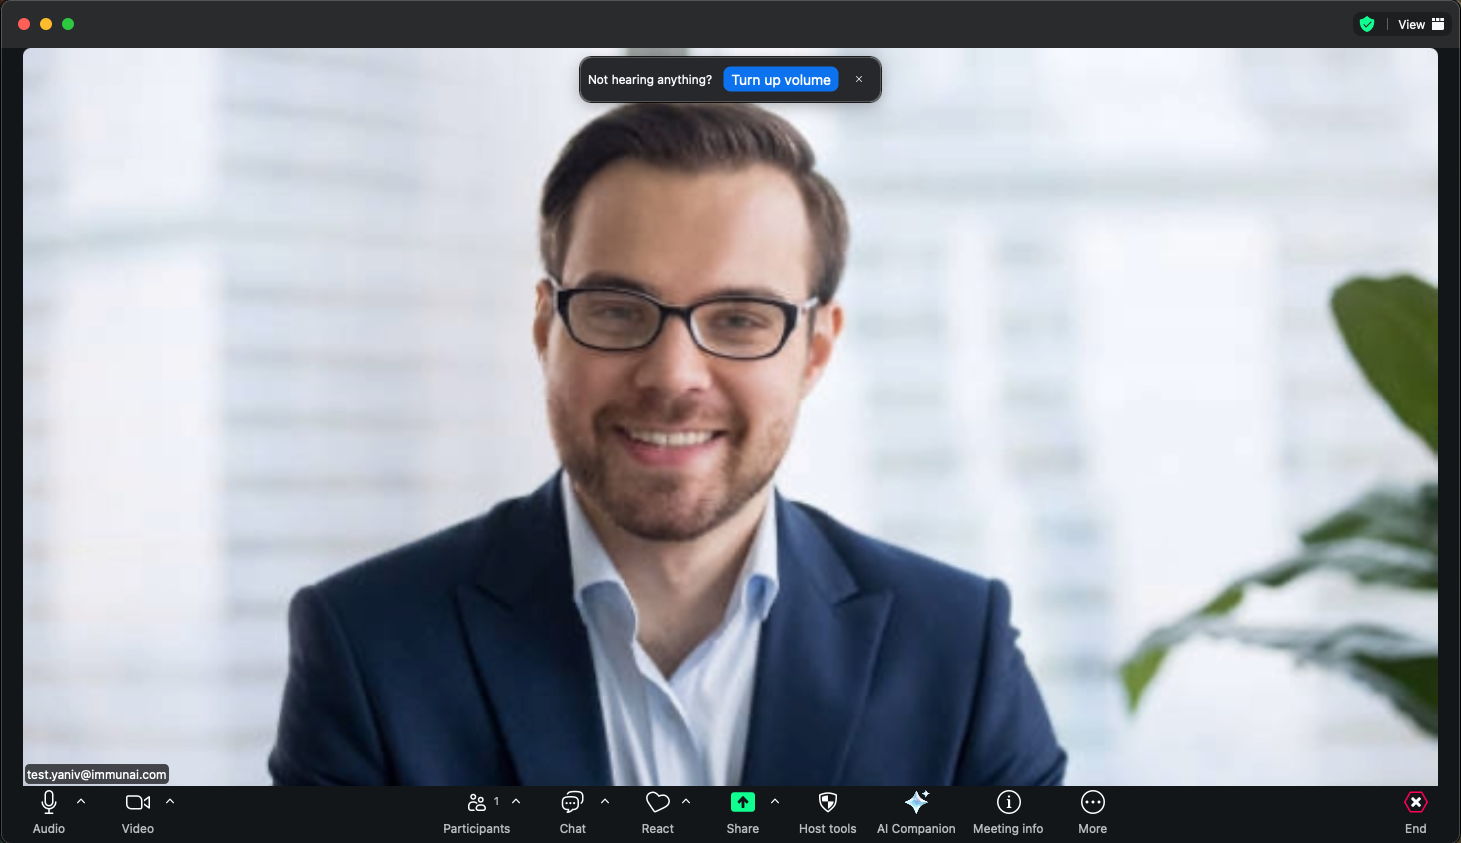 View
Not hearing anything? Turn up volume
test.yaniv@immunai.com
1
Audio Video Participants Chat React Share Host tools AI Companion Meeting info More End